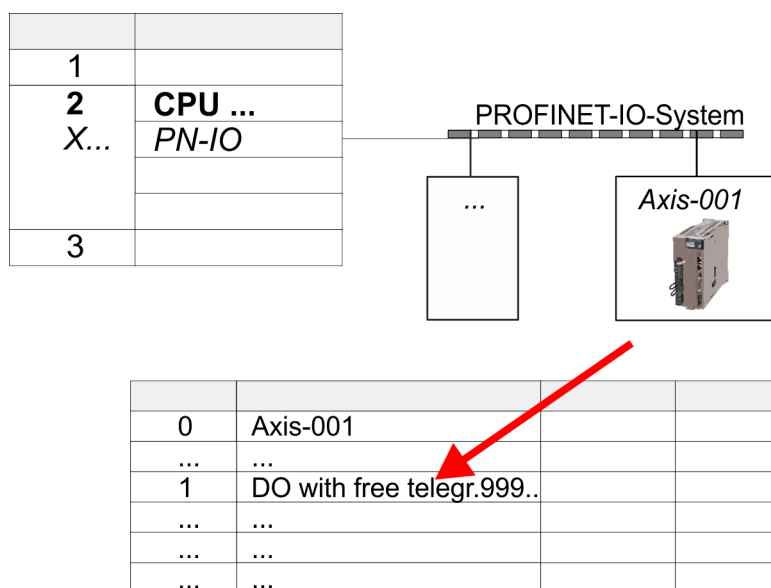 1
2 CPU ...
X... PN-IO
3
PROFINET-IO-System
...
Axis-001
0 Axis-001
... ...
1 DO with free telegr.999..
... ...
... ...
... ...